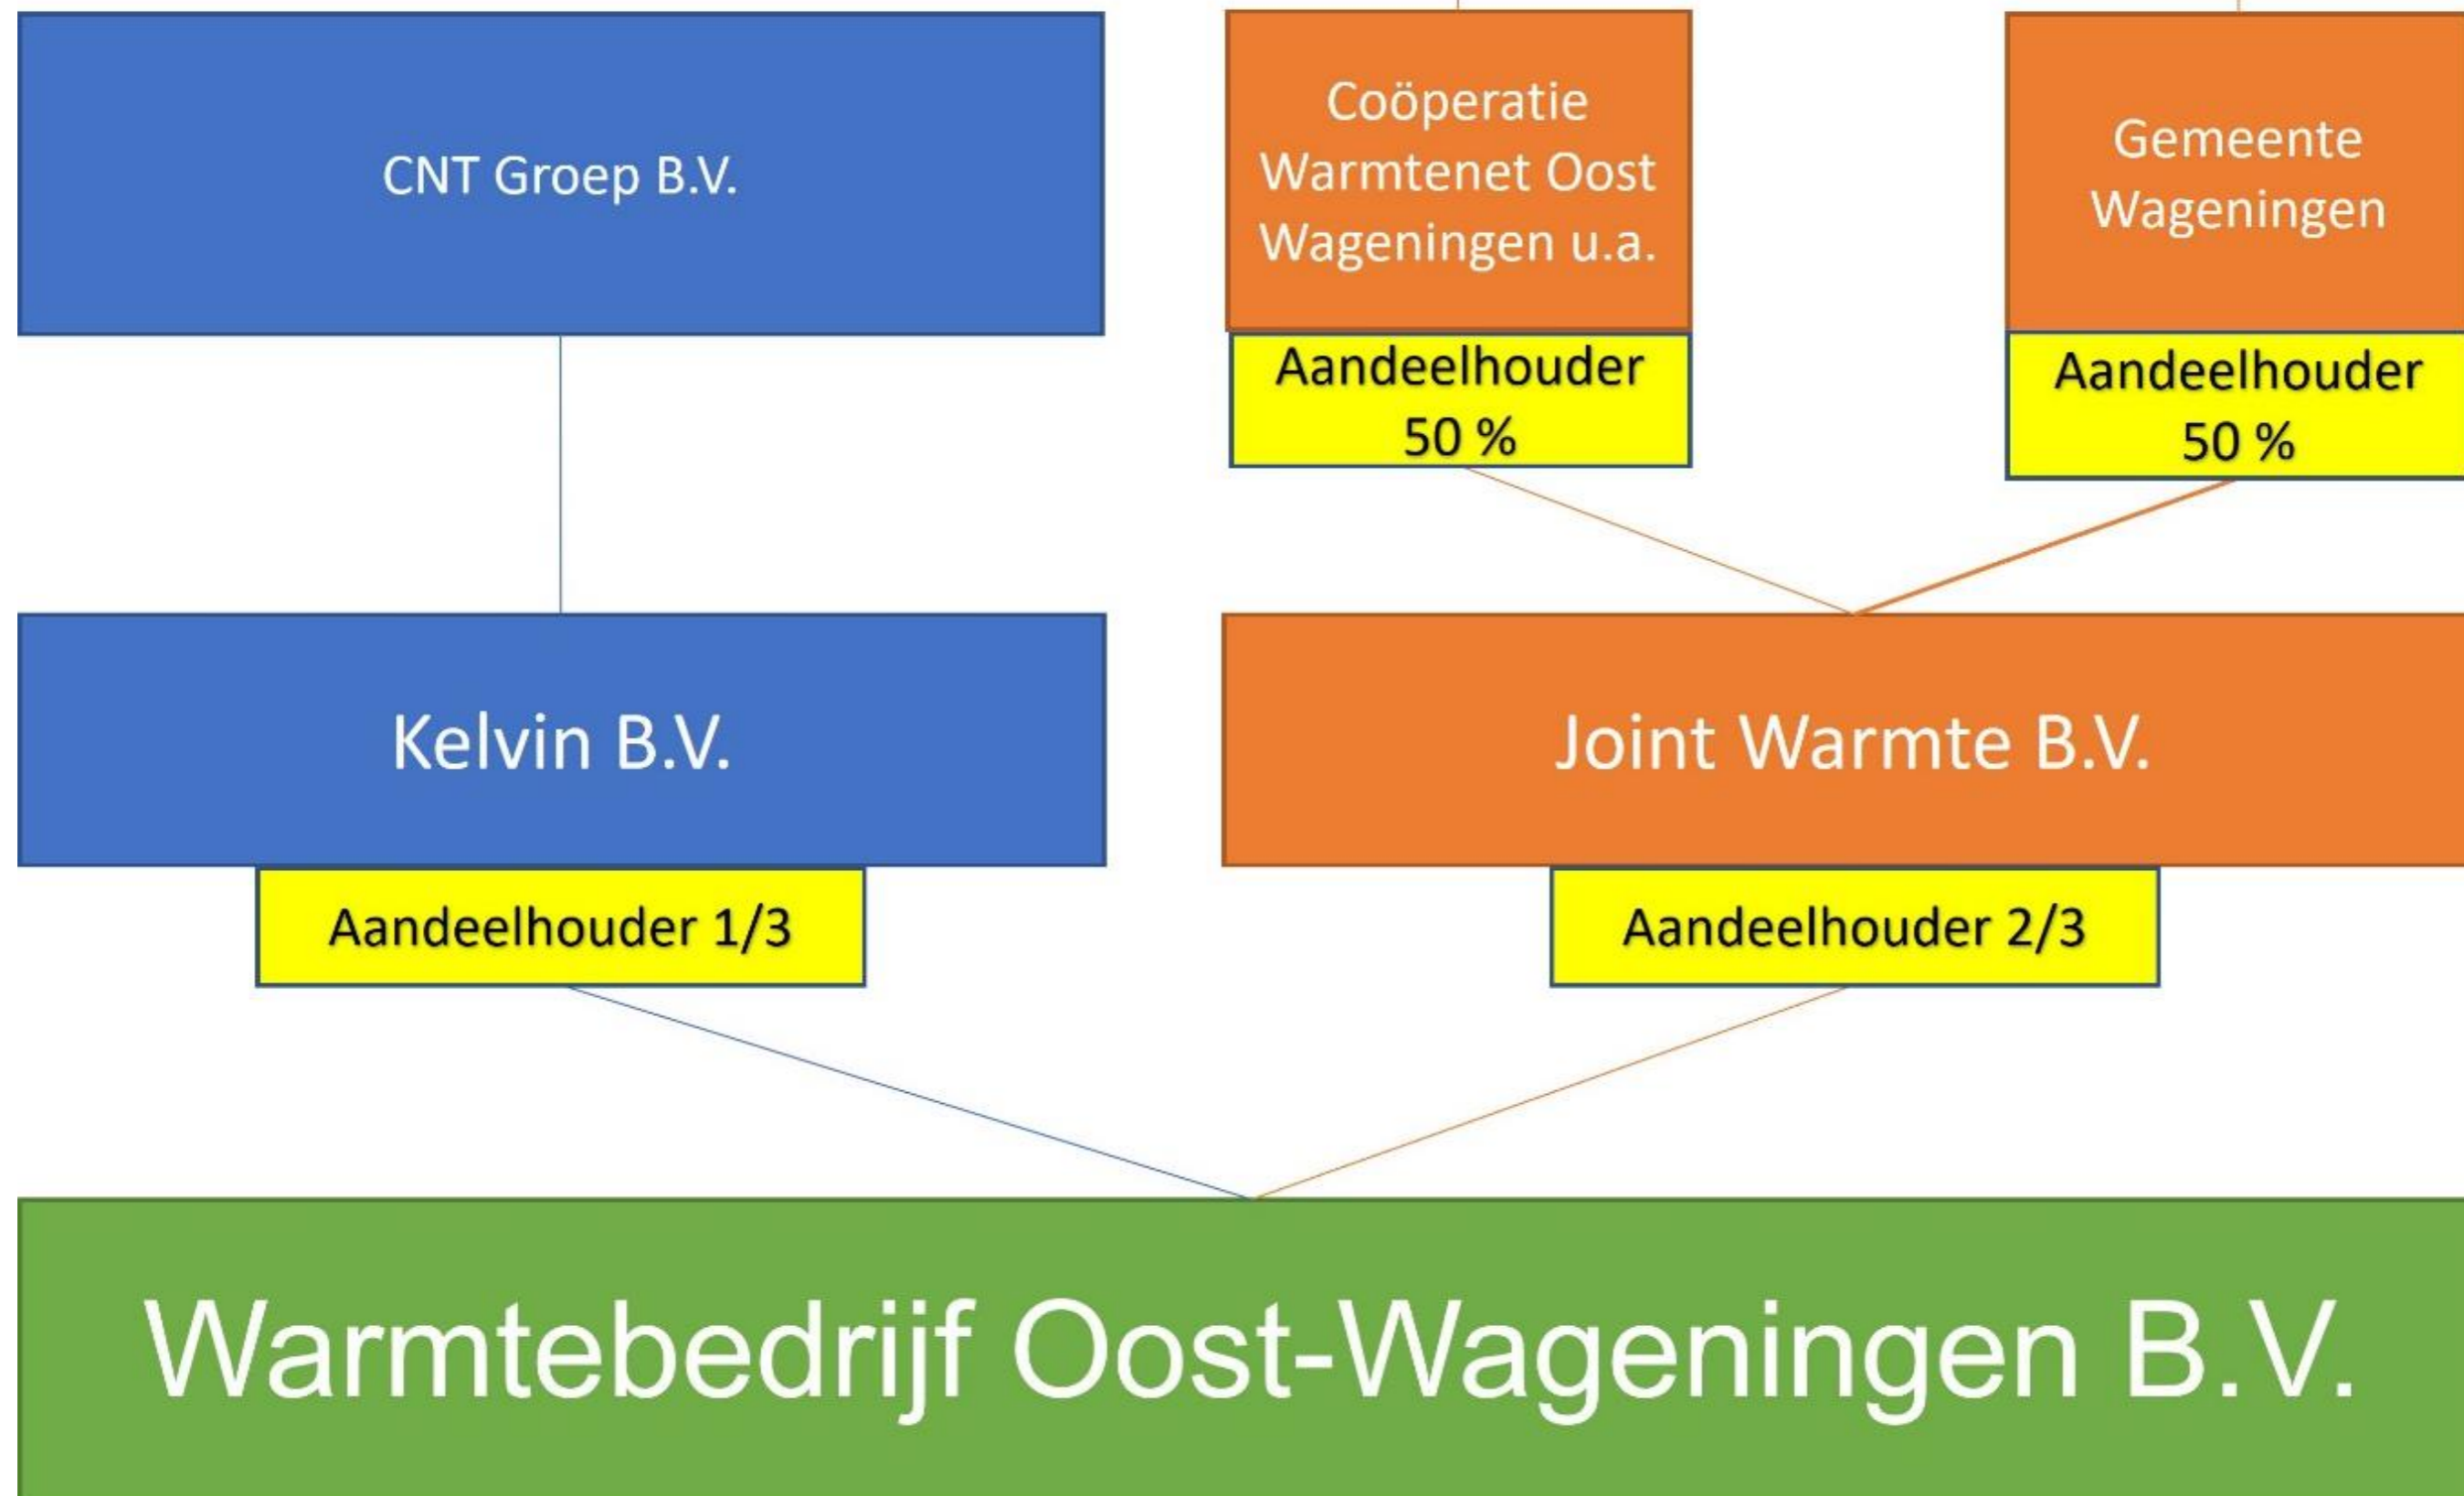 CNT Groep B.V.
Coöperatie
Warmtenet Oost
Wageningen u.a.
Aandeelhouder
50 %
Gemeente
Wageningen
Aandeelhouder
50 %
Kelvin B.V.
Aandeelhouder 1/3
Joint Warmte B.V.
Aandeelhouder 2/3
Warmtebedrijf Oost-Wageningen B.V.